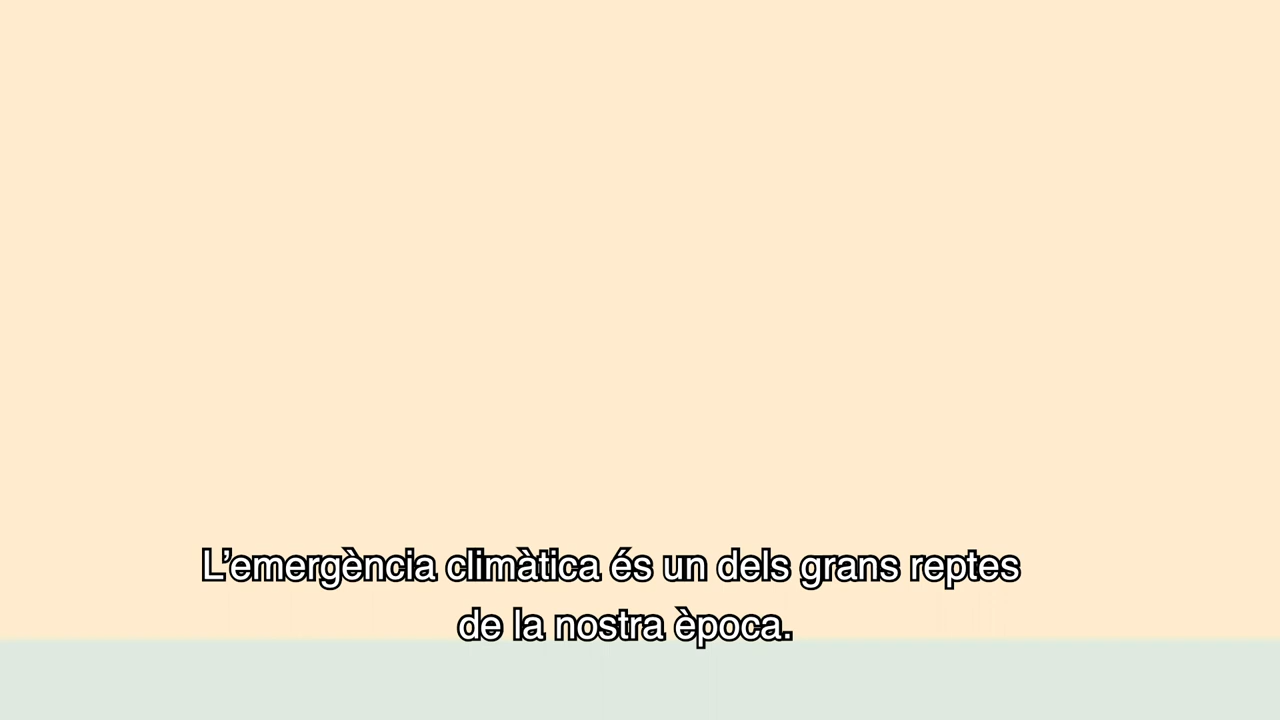 L’emergència climàtica és un dels grans reptes
de la nostra època.